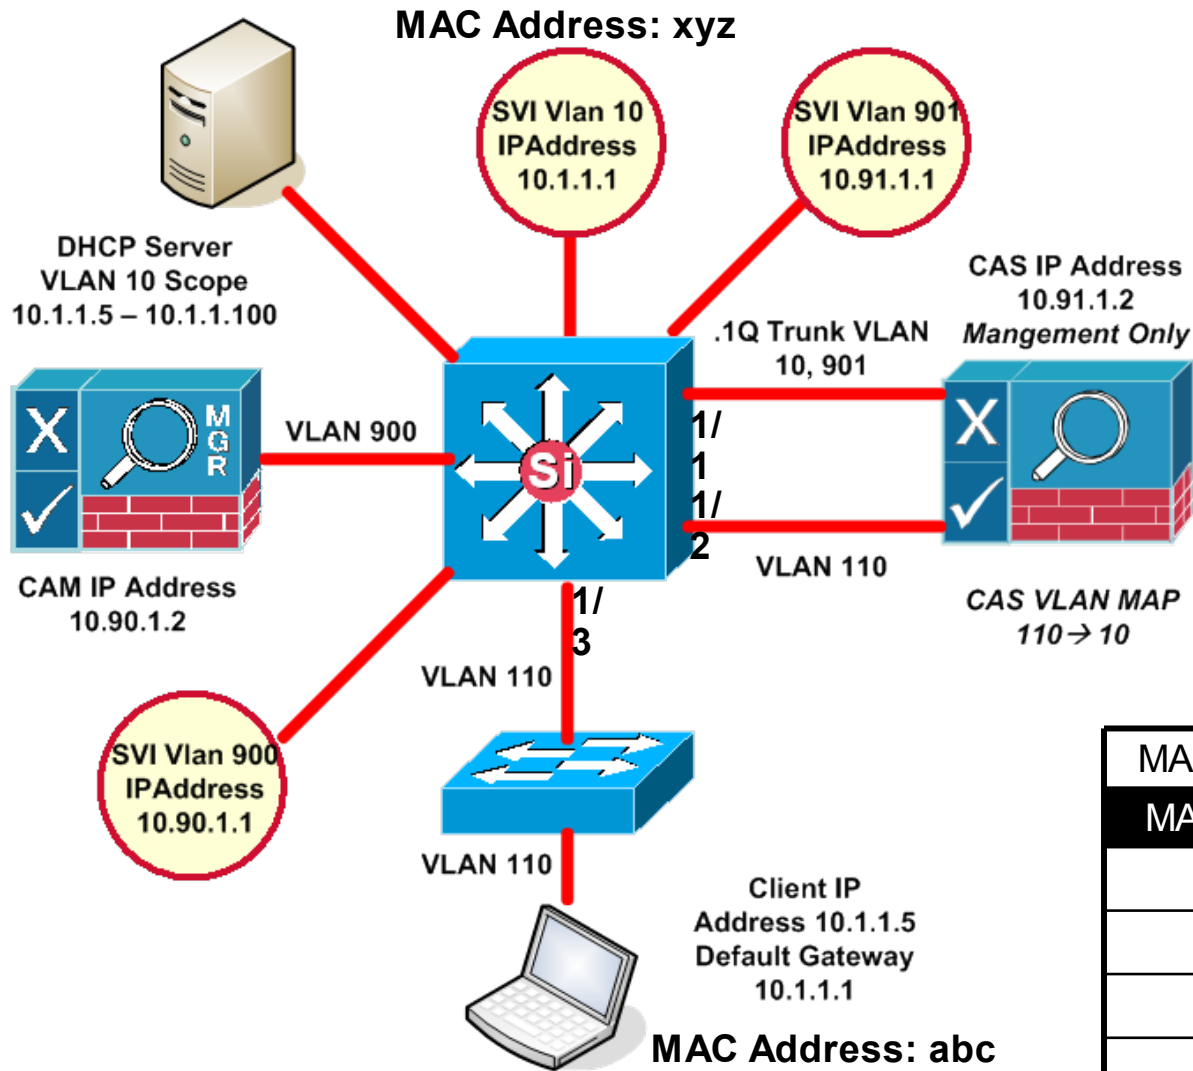 MAC Address: xyz
SVI Vlan 10
IPAddress
10.1.1.1
SVI Vlan 901
IPAddress
10.91.1.1
DHCP Server
VLAN 10 Scope
10.1.1.5 – 10.1.1.100
CAS IP Address
10.91.1.2
Mangement Only
.1Q Trunk VLAN
10, 901
MGR
VLAN 900
Si
1/
1
1/
2
VLAN 110
CAM IP Address
10.90.1.2
CAS VLAN MAP
110→ 10
1/
3
VLAN 110
SVI Vlan 900
IPAddress
10.90.1.1
VLAN 110
Client IP
Address 10.1.1.5
Default Gateway
10.1.1.1
MAC Address: abc
MA
MA